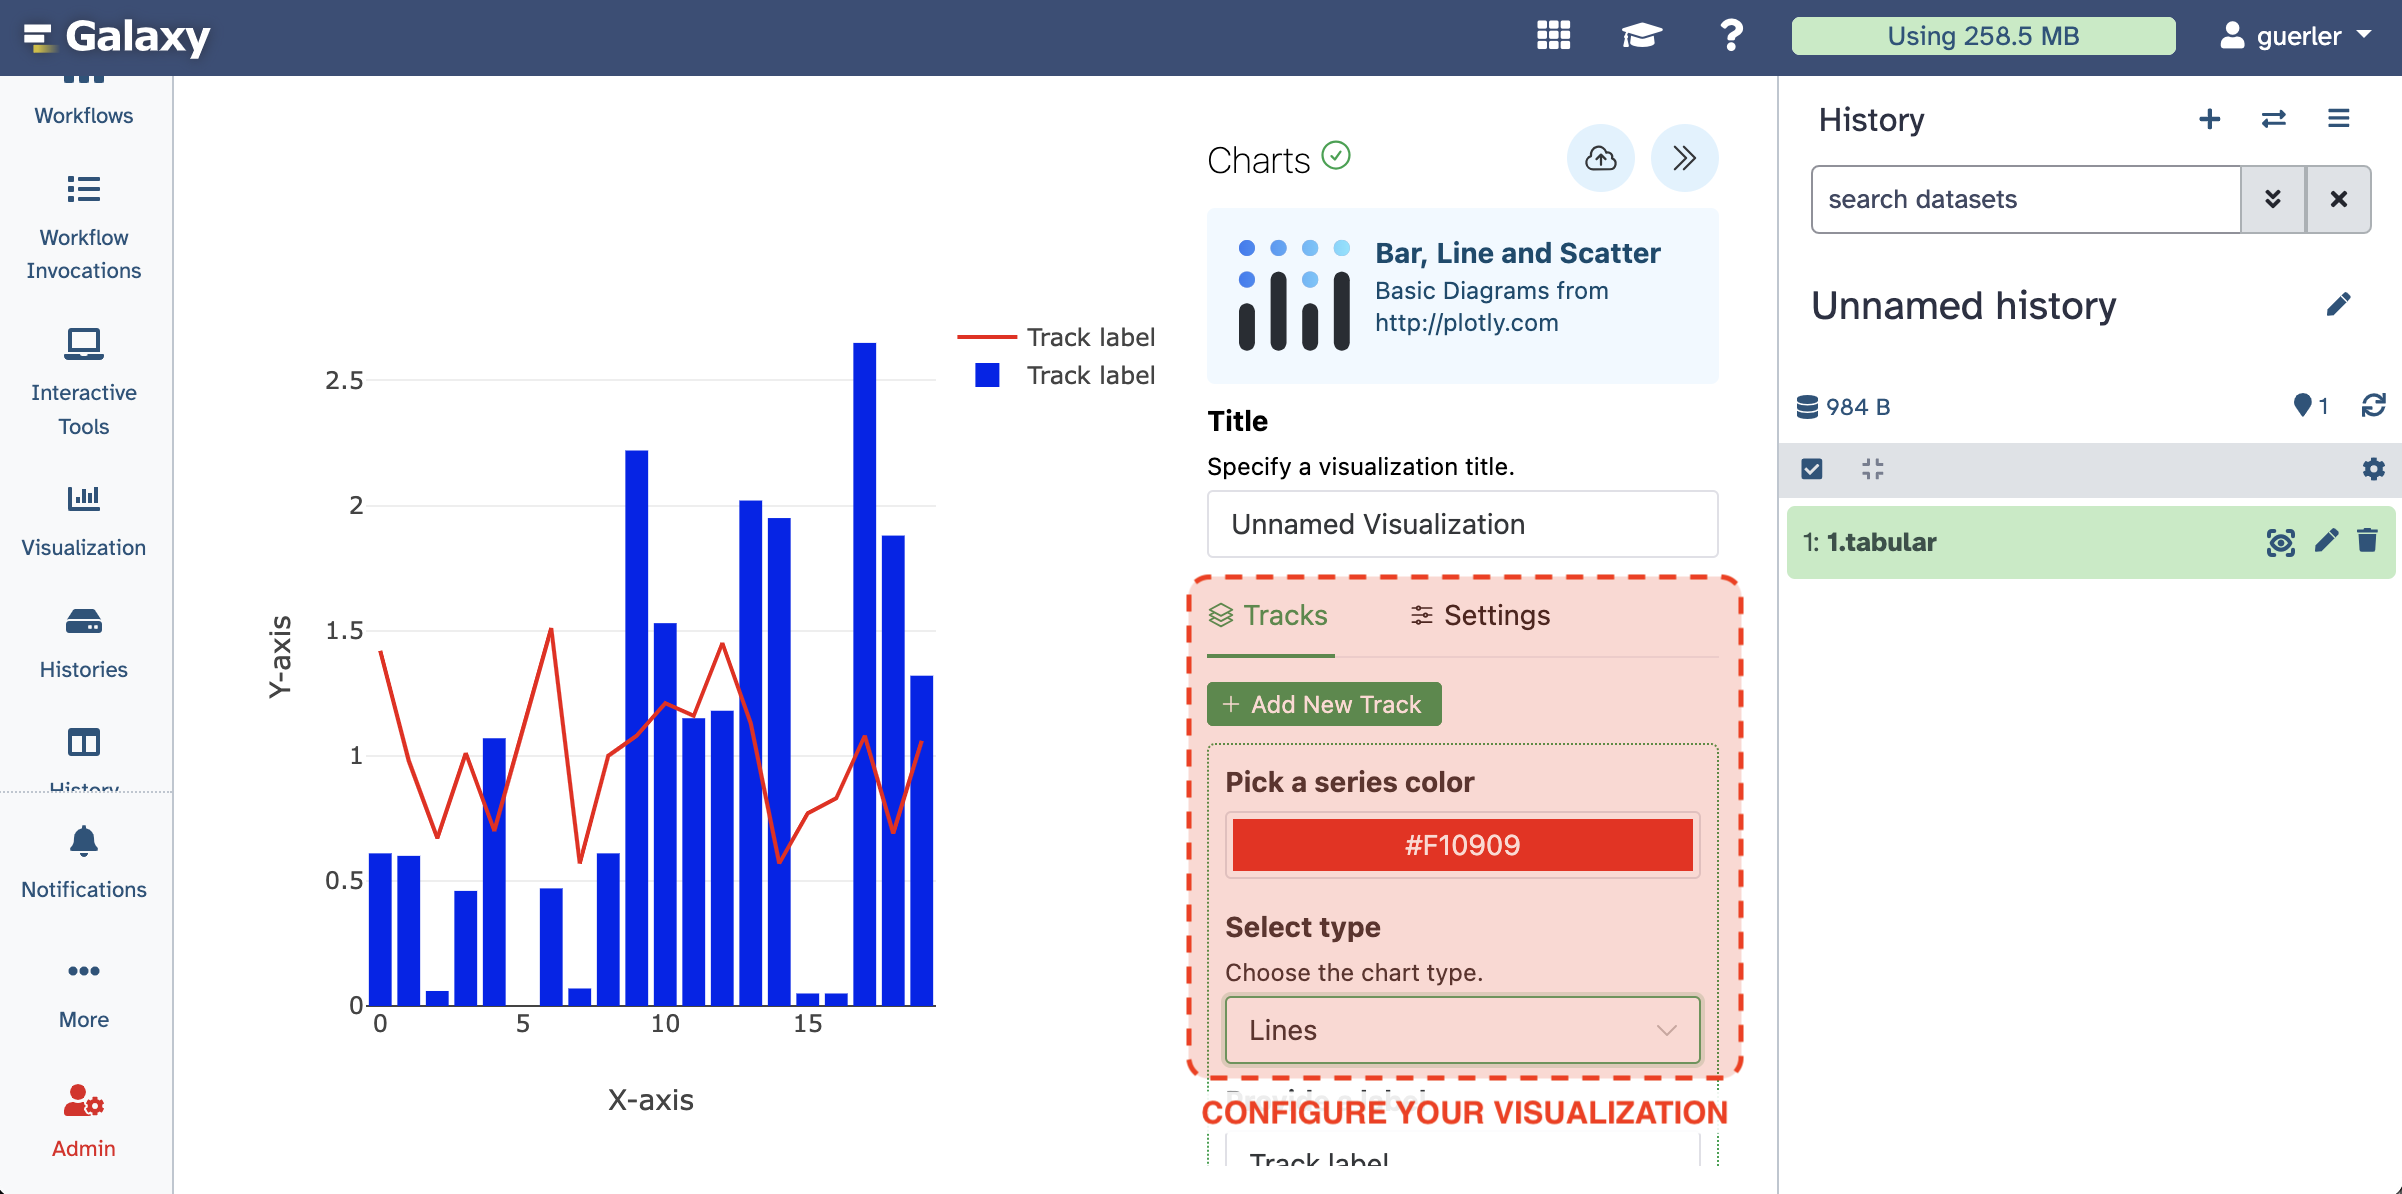 Galaxy
Using 258.5 MB
guerler
Workflows
Workflow
Invocations
Interactive
Tools
Visualization
Histories
History
Notifications
More
Admin
Track label
Track label
2.5
2
1.5
1
0.5
0
0
5
10
15
Y-axis
X-axis
Charts
Bar, Line and Scatter
Basic Diagrams from
http://plotly.com
Title
Specify a visualization title.
Unnamed Visualization
Tracks
Settings
+ Add New Track
Pick a series color
#F10909
Select type
Choose the chart type.
Lines
Provide a label
CONFIGURE YOUR VISUALIZATION
Track label
History
search datasets
Unnamed history
984 B
1
1: 1.tabular